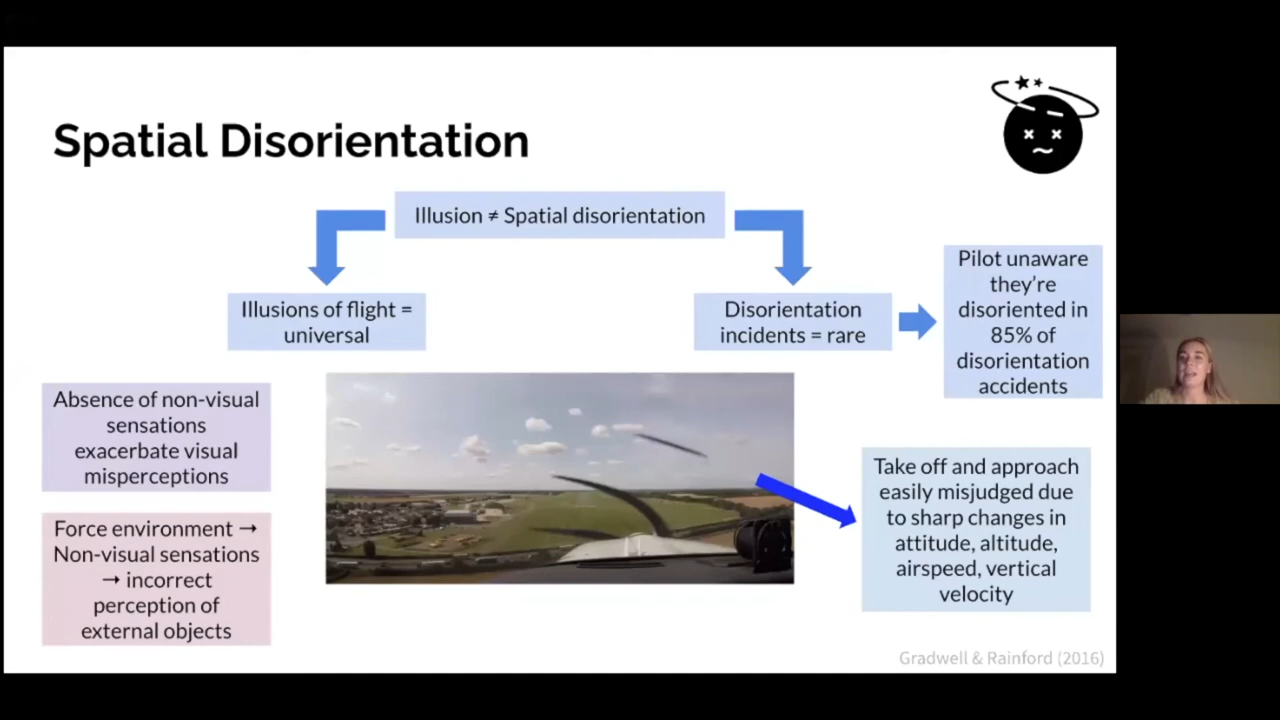 Spatial Disorientation
Illusion ≠ Spatial disorientation
Illusions of flight =
universal
Disorientation
incidents = rare
Pilot unaware
they're
disoriented in
85% of
disorientation
accidents
Absence of non-visual
sensations
exacerbate visual
misperceptions
Force environment →
Non-visual sensations
→ incorrect
perception of
external objects
Take off and approach
easily misjudged due
to sharp changes in
attitude, altitude,
airspeed, vertical
velocity
Gradwell & Rainford (2016)